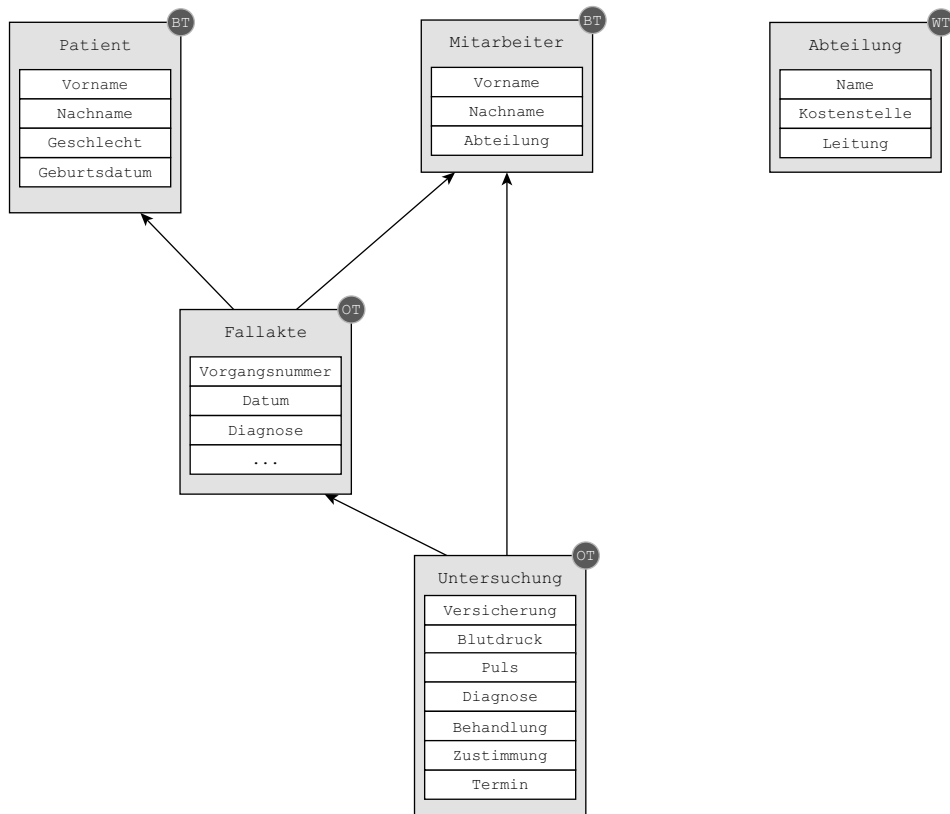 BT
Patient
Vorname
Nachname
Geschlecht
Geburtsdatum
BT
Mitarbeiter
Vorname
Nachname
Abteilung
WT
Abteilung
Name
Kostenstelle
Leitung
OT
Fallakte
Vorgangsnummer
Datum
Diagnose
...
OT
Untersuchung
Versicherung
Blutdruck
Puls
Diagnose
Behandlung
Zustimmung
Termin